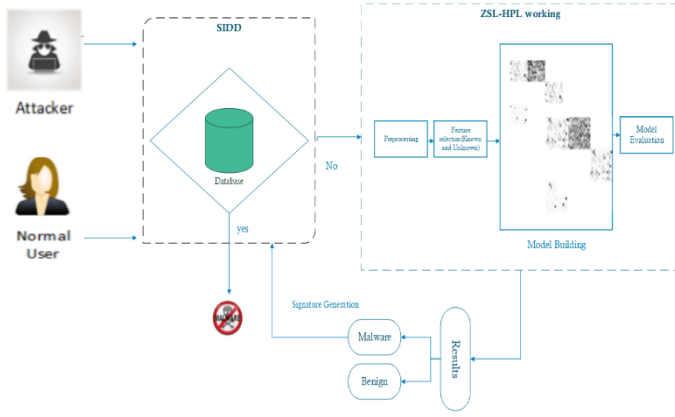 SIDD
ZSL-HPL working
Attacker
Database
Preprocessing
Feature
selection(Known
and Unknown)
Model
Evaluation
No
Normal
User
yes
Model Building
Signature Generation
MALWARE
Malware
Results
Benign